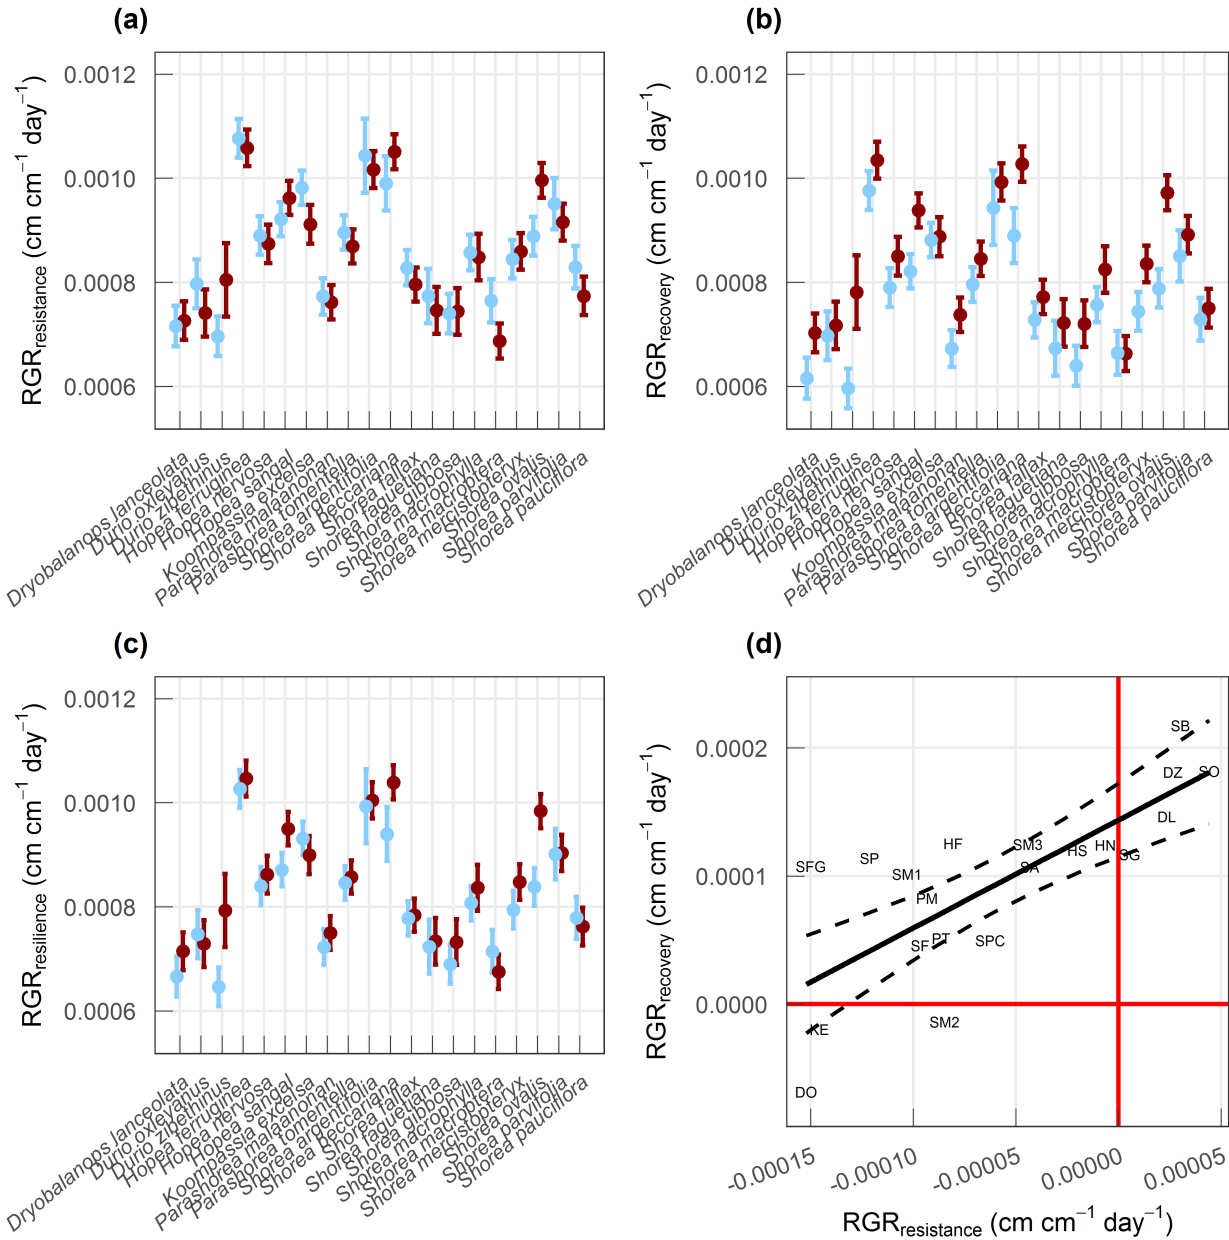 (a)
RGRresistance (cm cm−1 day−1)
0.0012
0.0010
0.0008
0.0006
Dryobalanops lanceolata
Durio oxleyanus
Durio zibethinus
Hopea ferruginea
Hopea nervosa
Hopea sangal
Koompassia excelsa
Parashorea malaanonan
Parashorea tomentella
Shorea argentifolia
Shorea beccariana
Shorea fallax
Shorea faguetiana
Shorea gibbosa
Shorea macrophylla
Shorea macroptera
Shorea mecistopteryx
Shorea ovalis
Shorea parvifolia
Shorea pauciflora
(b)
RGRrecovery (cm cm−1 day−1)
0.0012
0.0010
0.0008
0.0006
Dryobalanops lanceolata
Durio oxleyanus
Durio zibethinus
Hopea ferruginea
Hopea nervosa
Hopea sangal
Koompassia excelsa
Parashorea malaanonan
Parashorea tomentella
Shorea argentifolia
Shorea beccariana
Shorea fallax
Shorea faguetiana
Shorea gibbosa
Shorea macrophylla
Shorea macroptera
Shorea mecistopteryx
Shorea ovalis
Shorea parvifolia
Shorea pauciflora
(c)
RGRresilience (cm cm−1 day−1)
0.0012
0.0010
0.0008
0.0006
Dryobalanops lanceolata
Durio oxleyanus
Durio zibethinus
Hopea ferruginea
Hopea nervosa
Hopea sangal
Koompassia excelsa
Parashorea malaanonan
Parashorea tomentella
Shorea argentifolia
Shorea beccariana
Shorea fallax
Shorea faguetiana
Shorea gibbosa
Shorea macrophylla
Shorea macroptera
Shorea mecistopteryx
Shorea ovalis
Shorea parvifolia
Shorea pauciflora
(d)
RGRrecovery (cm cm−1 day−1)
0.0002
0.0001
0.0000
SB
DZ
SO
DL
HF
SM3
HN
HS
SG
SP
SFG
SA
SM1
PM
PT
SF
SPC
SM2
KE
DO
-0.00015
-0.00010
-0.00005
0.00000
0.00005
RGRresistance (cm cm−1 day−1)